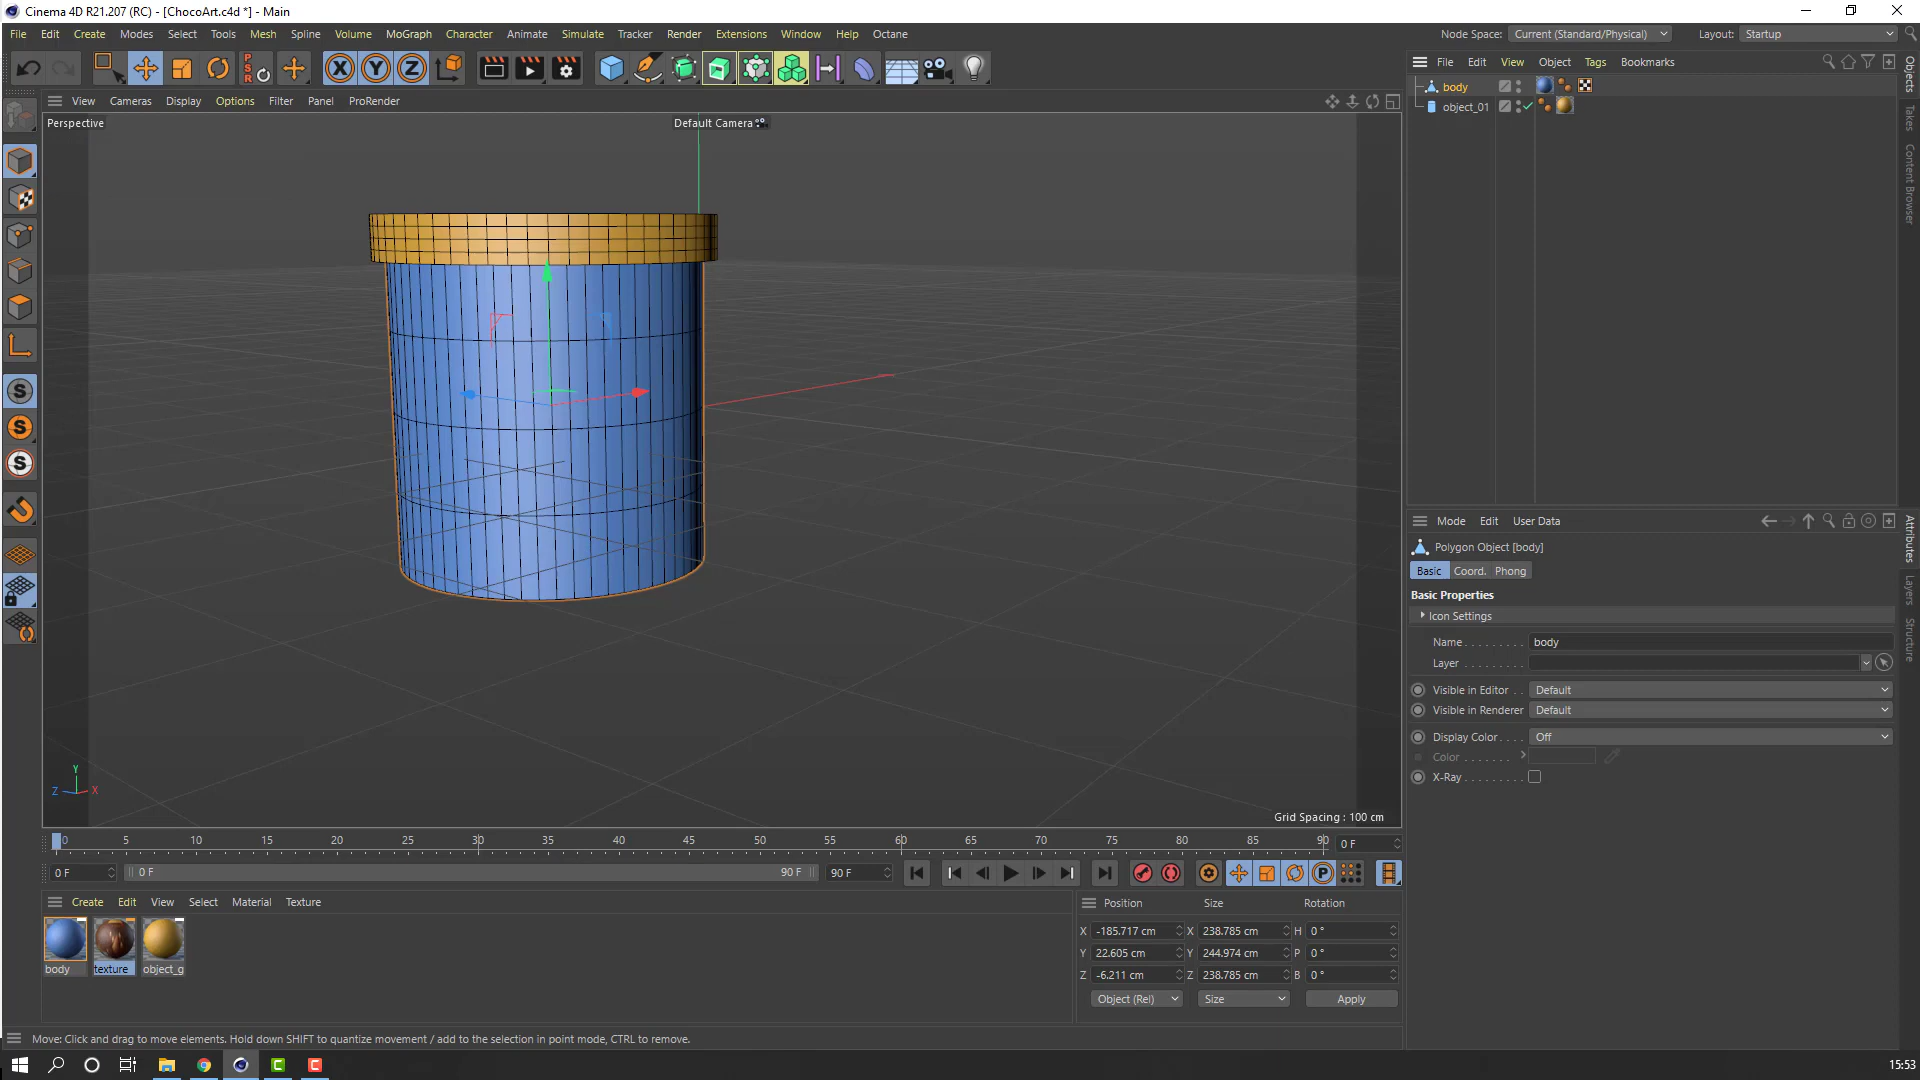 Cinema 4D R21.207 (RC) - [ChocoArt.c4d *] - Main
File Edit Create Modes Select Tools Mesh Spline Volume MoGraph Character Animate Simulate Tracker Render Extensions Window Help Octane
Node Space: Current (Standard/Physical) Layout: Startup
P S R X Y Z
File Edit View Object Tags Bookmarks
body
object_01
Objects
Takes
Content Browser
View Cameras Display Options Filter Panel ProRender
Perspective
Default Camera
S
S
S
Y
Z X
Grid Spacing : 100 cm
Mode Edit User Data
Polygon Object [body]
Basic Coord. Phong
Basic Properties
Icon Settings
Name . . . . . . . . . body
Layer . . . . . . . . .
Visible in Editor . . Default
Visible in Renderer Default
Display Color . . . . Off
Color . . . . . . .
X-Ray . . . . . . . . .
Attributes
Layers
Structure
0 5 10 15 20 25 30 35 40 45 50 55 60 65 70 75 80 85 90 0 F
0 F 0 F 90 F 90 F P
Create Edit View Select Material Texture
body texture object_g
Position Size Rotation
X -185.717 cm X 238.785 cm H 0 °
Y 22.605 cm Y 244.974 cm P 0 °
Z -6.211 cm Z 238.785 cm B 0 °
Object (Rel) Size Apply
Move: Click and drag to move elements. Hold down SHIFT to quantize movement / add to the selection in point mode, CTRL to remove.
C C 15:53